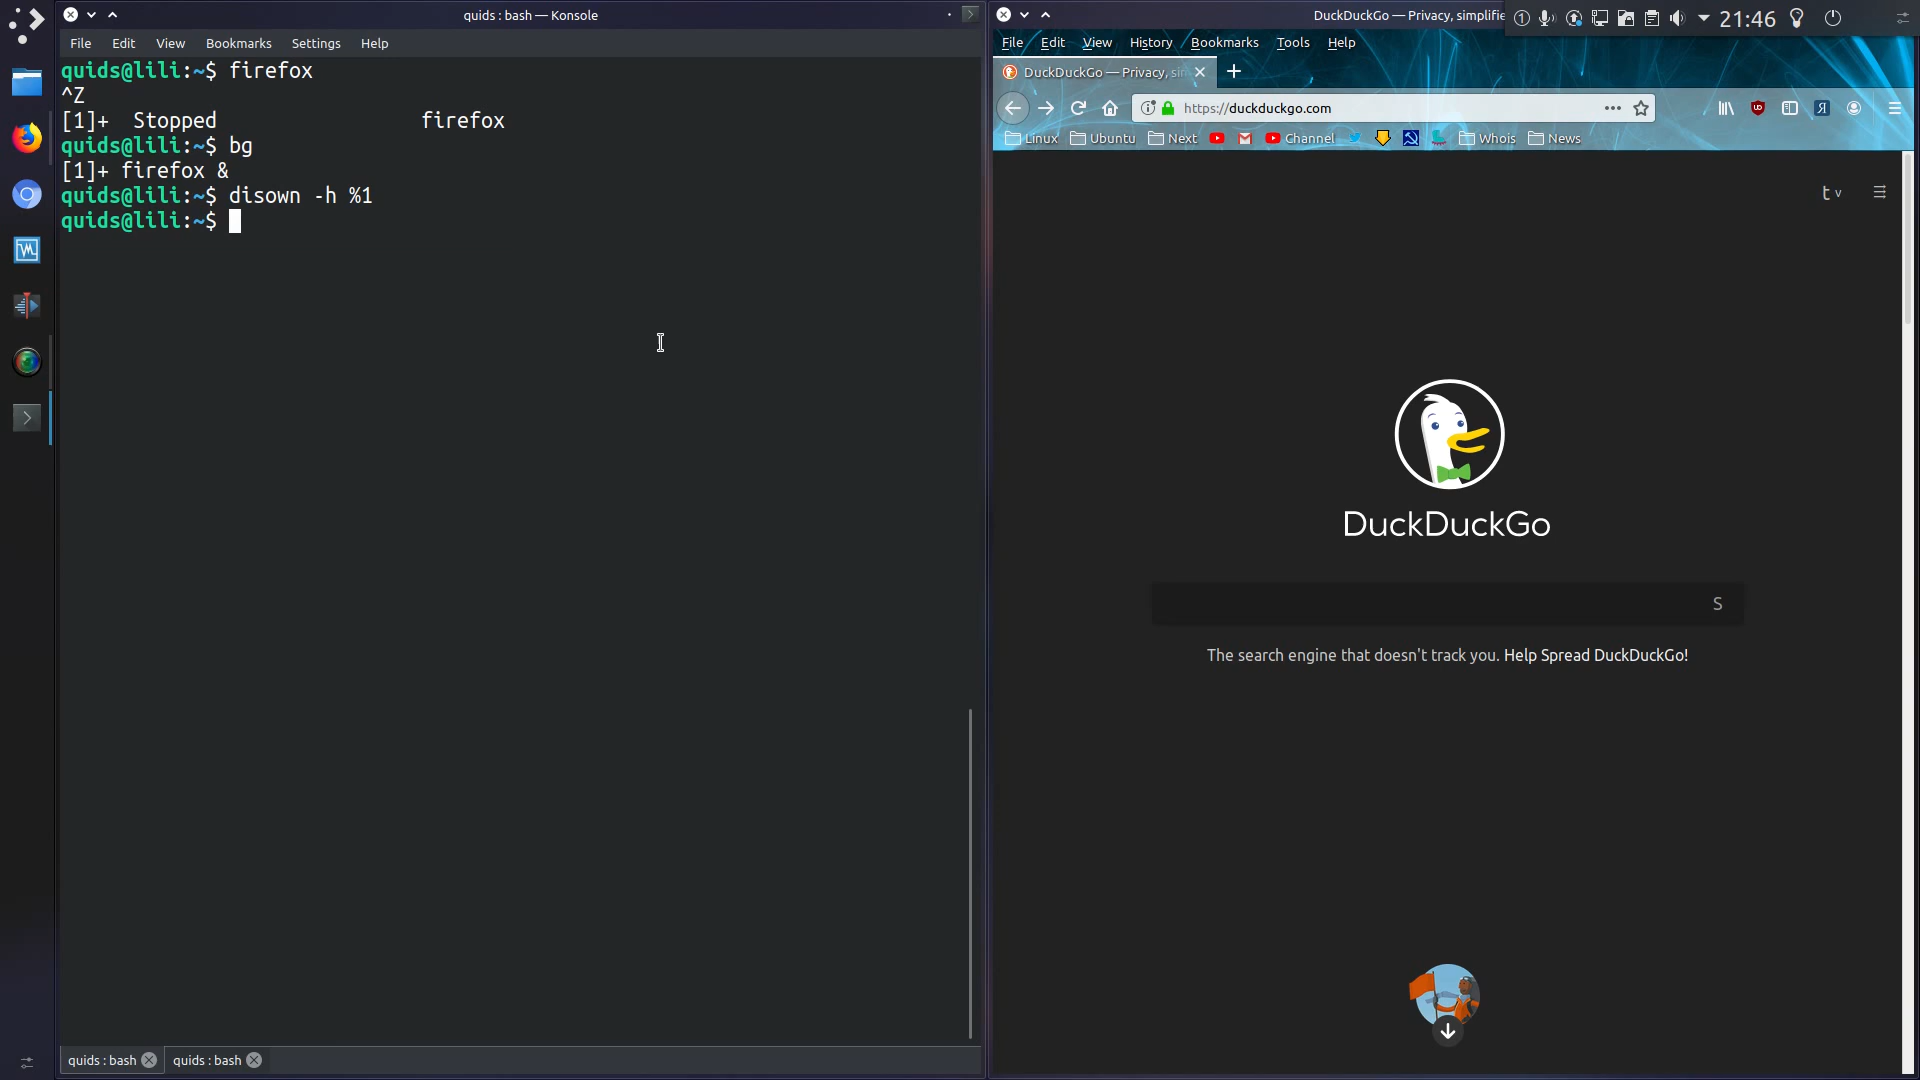 quids : bash — Konsole
File Edit View Bookmarks Settings Help
quids@lili:~$ firefox
^Z
[1]+  Stopped                 firefox
quids@lili:~$ bg
[1]+ firefox &
quids@lili:~$ disown -h %1
quids@lili:~$
quids : bash quids : bash
DuckDuckGo — Privacy, simplifie
1 21:46
File Edit View History Bookmarks Tools Help
DuckDuckGo — Privacy, sim
https://duckduckgo.com
Linux Ubuntu Next Channel Whois News
t v
DuckDuckGo
S
The search engine that doesn't track you. Help Spread DuckDuckGo!